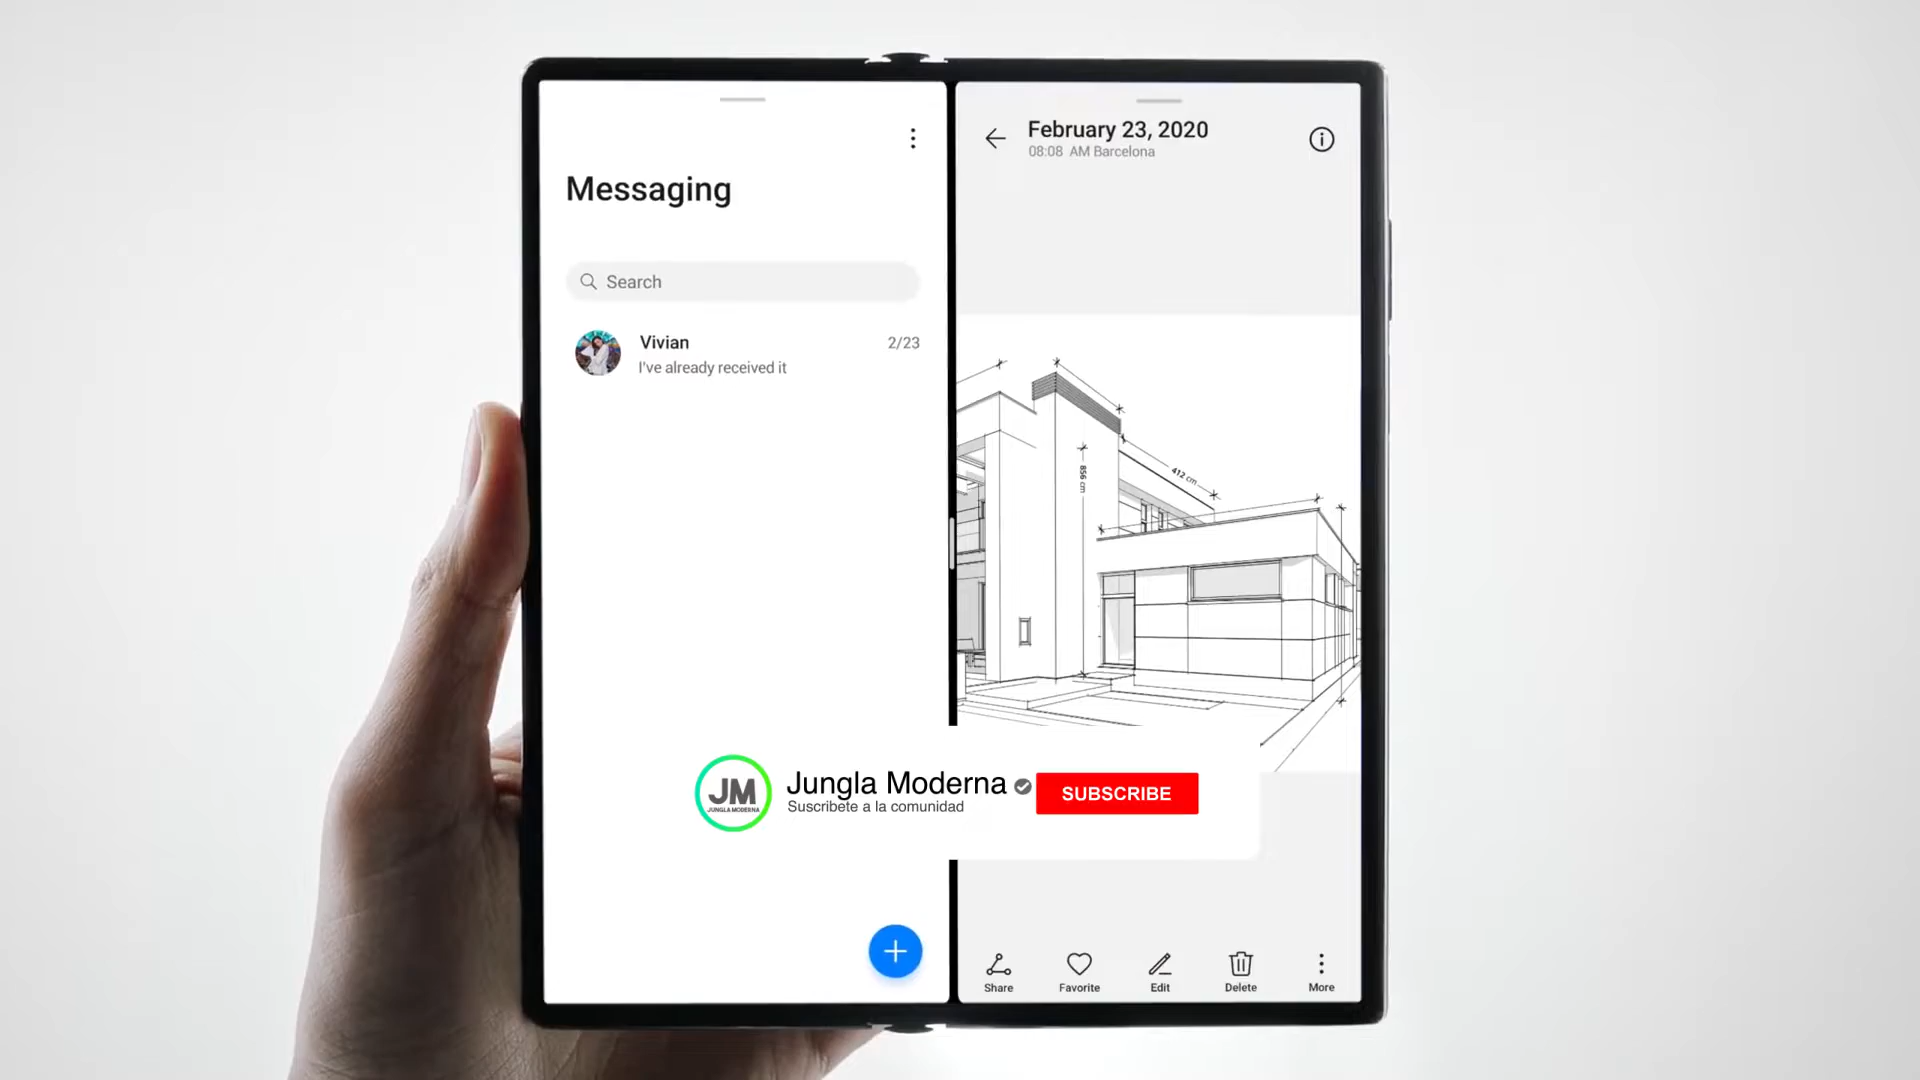 Messaging
Search
Vivian
2/23
I've already received it
February 23, 2020
08:08 AM Barcelona
856 cm
412 cm
JM
JUNGLA MODERNA
Jungla Moderna
Suscribete a la comunidad
SUBSCRIBE
Share
Favorite
Edit
Delete
More